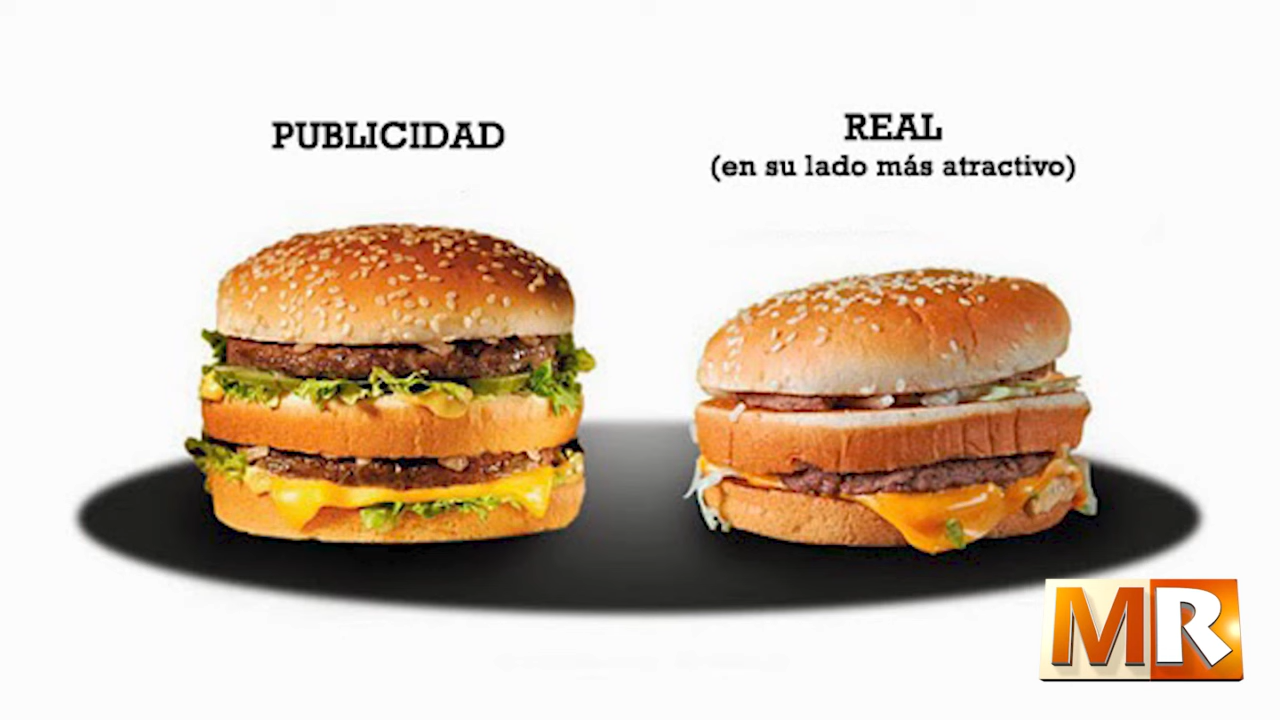 PUBLICIDAD
REAL
(en su lado más atractivo)
MR